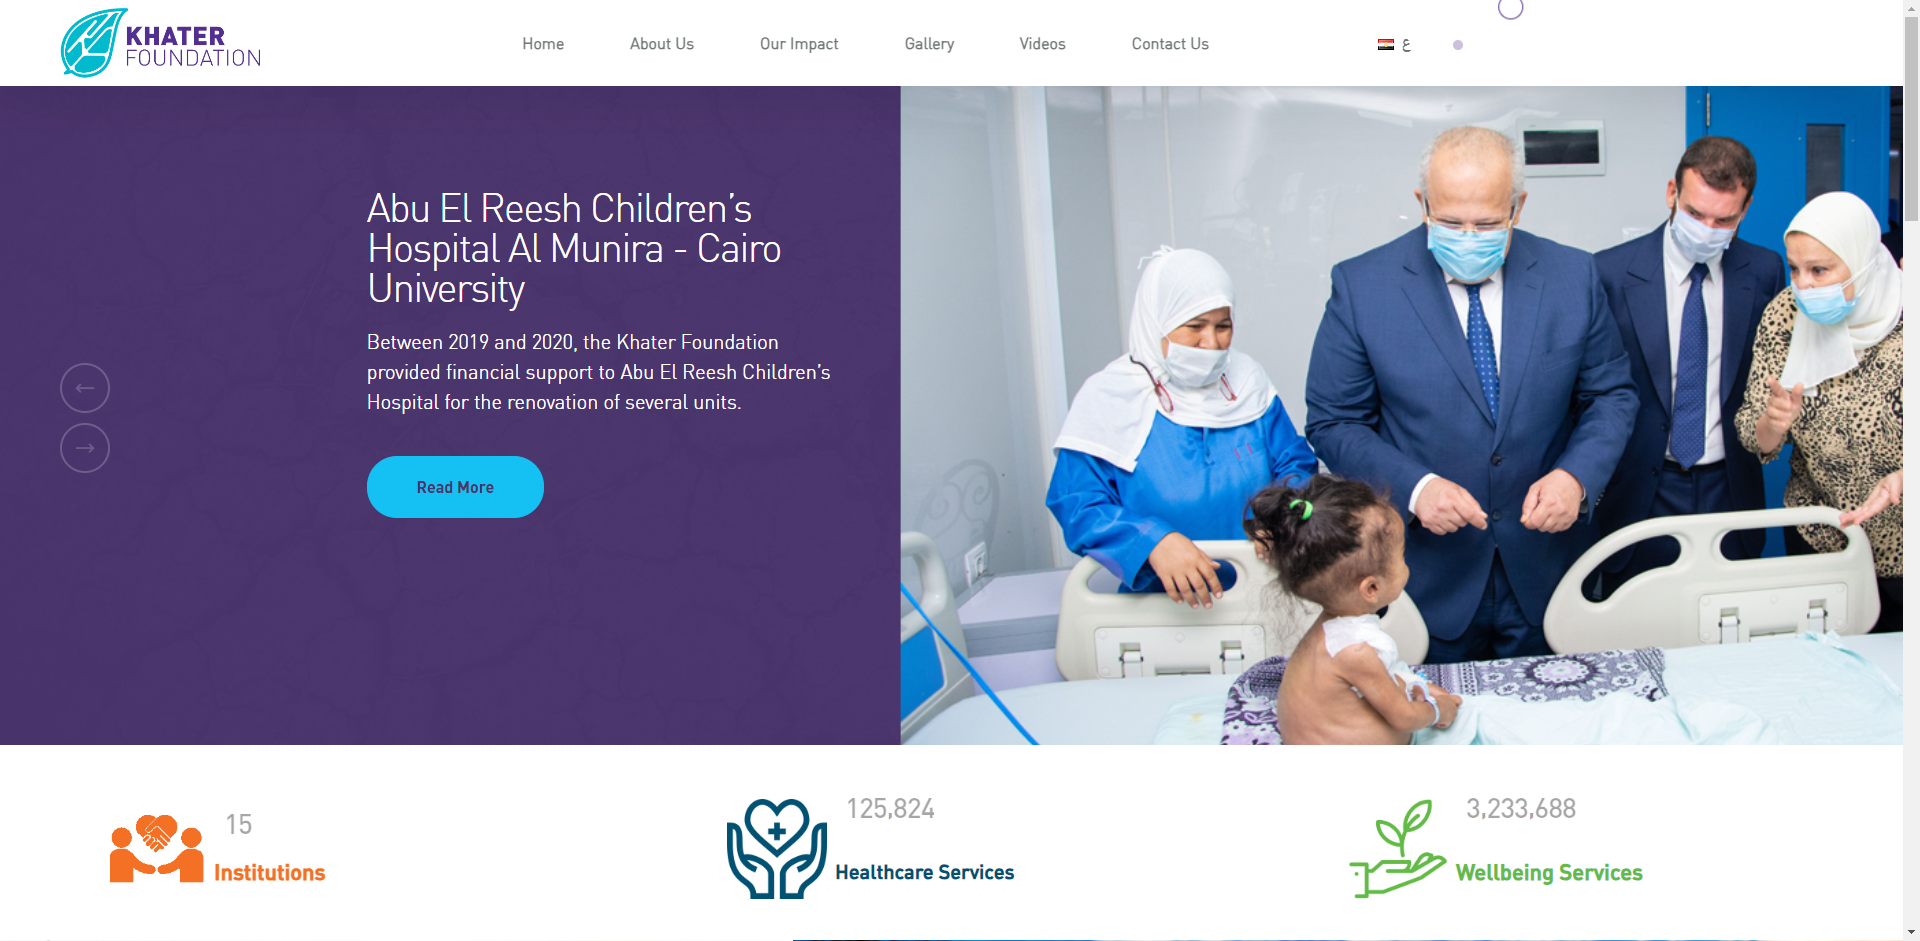 KHATER
FOUNDATION
Home
About Us
Our Impact
Gallery
Videos
Contact Us
ع
Abu El Reesh Children’s
Hospital Al Munira - Cairo
University
Between 2019 and 2020, the Khater Foundation
provided financial support to Abu El Reesh Children’s
Hospital for the renovation of several units.
Read More
15
Institutions
125,824
Healthcare Services
3,233,688
Wellbeing Services